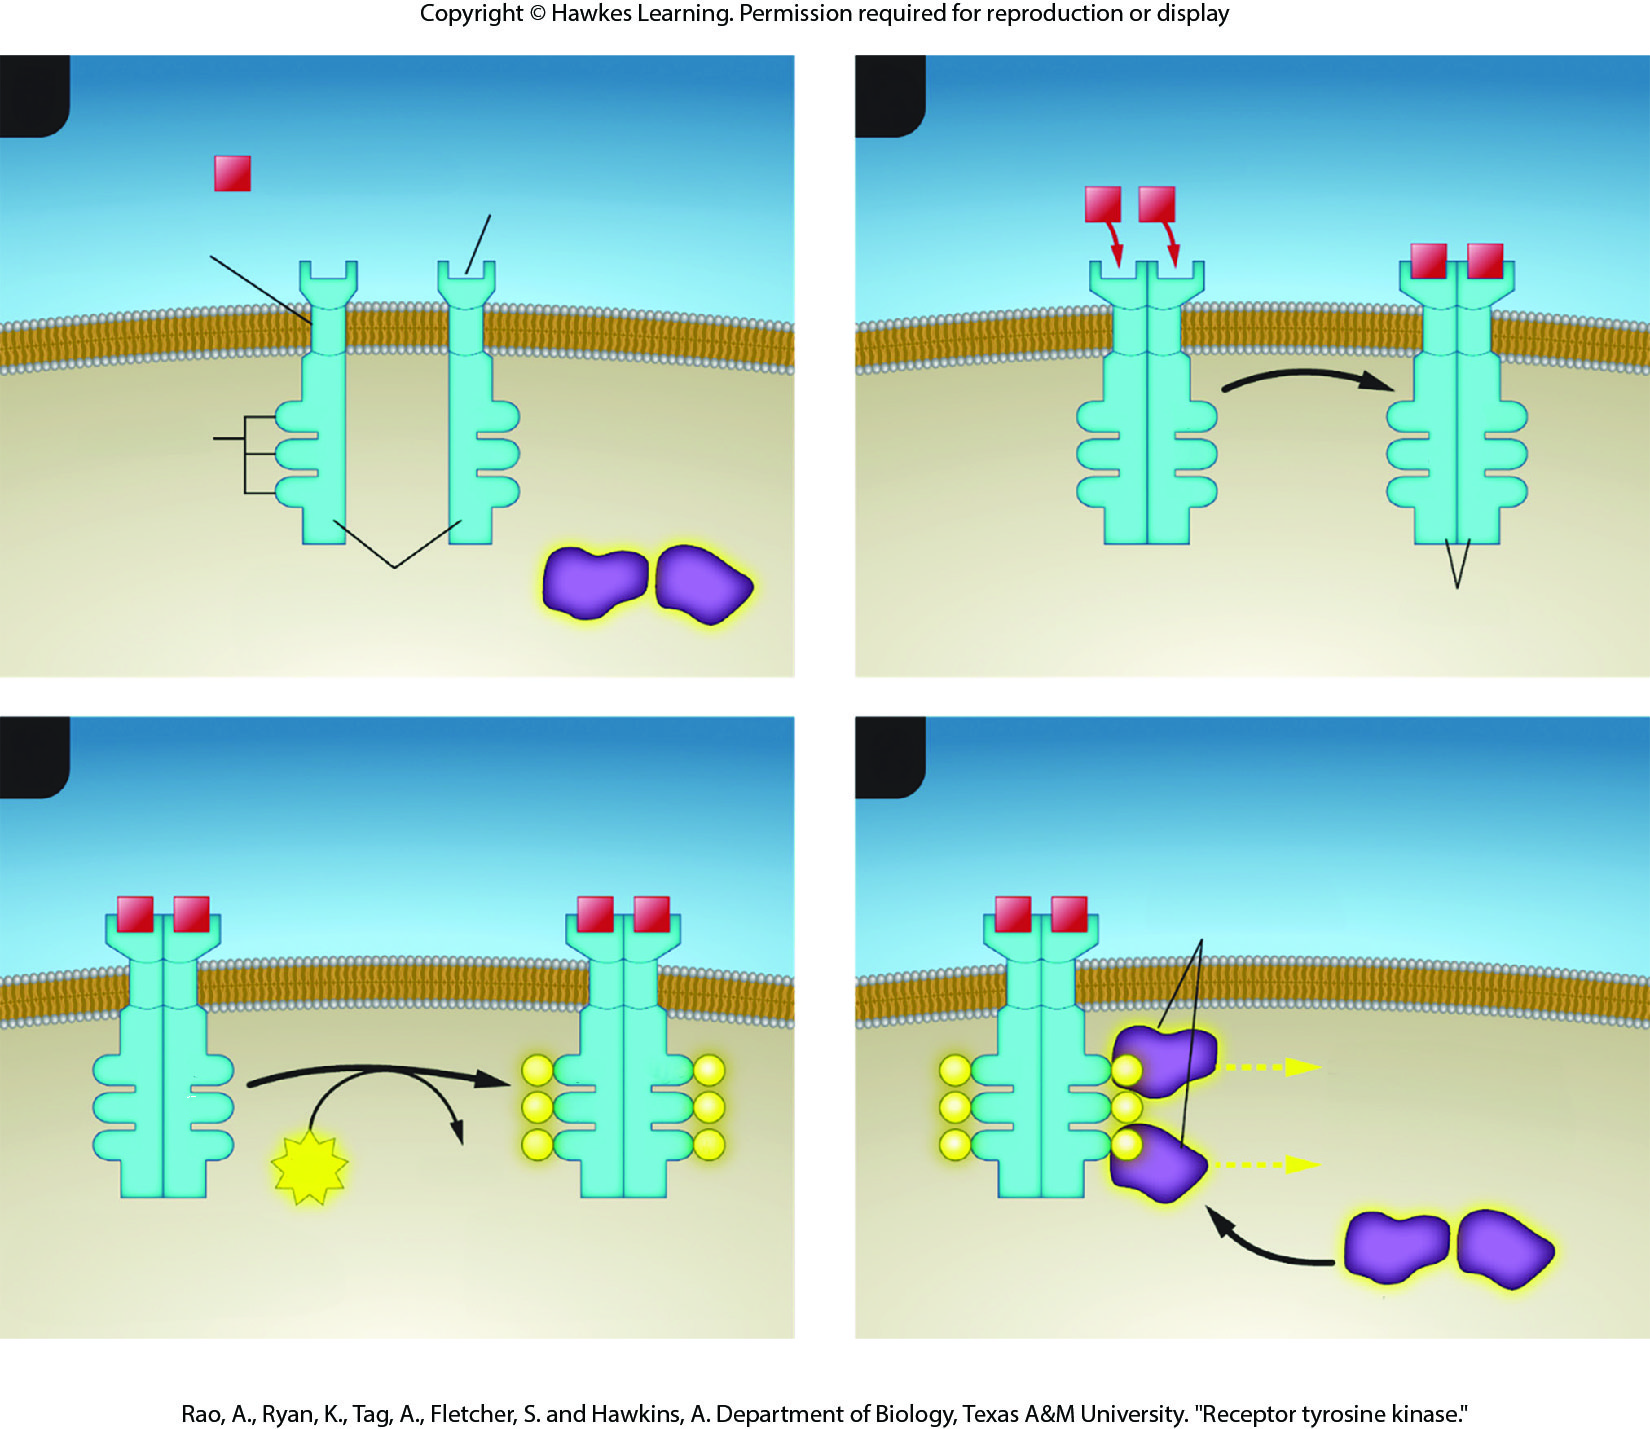 Copyright © Hawkes Learning. Permission required for reproduction or display
Rao, A., Ryan, K., Tag, A., Fletcher, S. and Hawkins, A. Department of Biology, Texas A&M University. "Receptor tyrosine kinase."